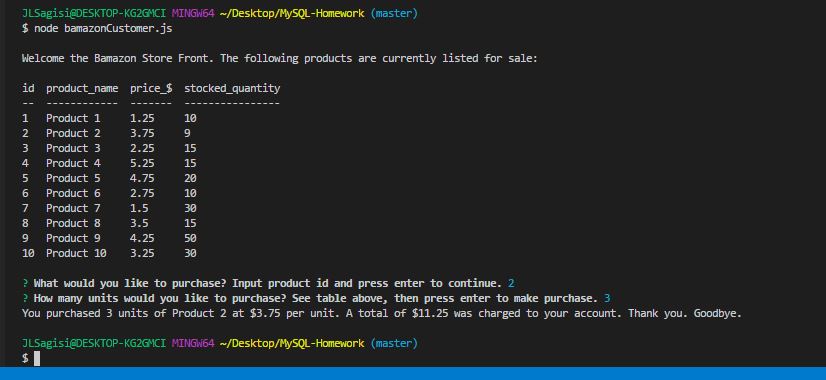 JLSagisi@DESKTOP-KG2GMCI MINGW64 ~/Desktop/MySQL-Homework (master)
$ node bamazonCustomer.js
Welcome the Bamazon Store Front. The following products are currently listed for sale:
id product_name price_$ stocked_quantity
-- ------------ ------- ----------------
1 Product 1 1.25 10
2 Product 2 3.75 9
3 Product 3 2.25 15
4 Product 4 5.25 15
5 Product 5 4.75 20
6 Product 6 2.75 10
7 Product 7 1.5 30
8 Product 8 3.5 15
9 Product 9 4.25 50
10 Product 10 3.25 30
? What would you like to purchase? Input product id and press enter to continue. 2
? How many units would you like to purchase? See table above, then press enter to make purchase. 3
You purchased 3 units of Product 2 at $3.75 per unit. A total of $11.25 was charged to your account. Thank you. Goodbye.
JLSagisi@DESKTOP-KG2GMCI MINGW64 ~/Desktop/MySQL-Homework (master)
$